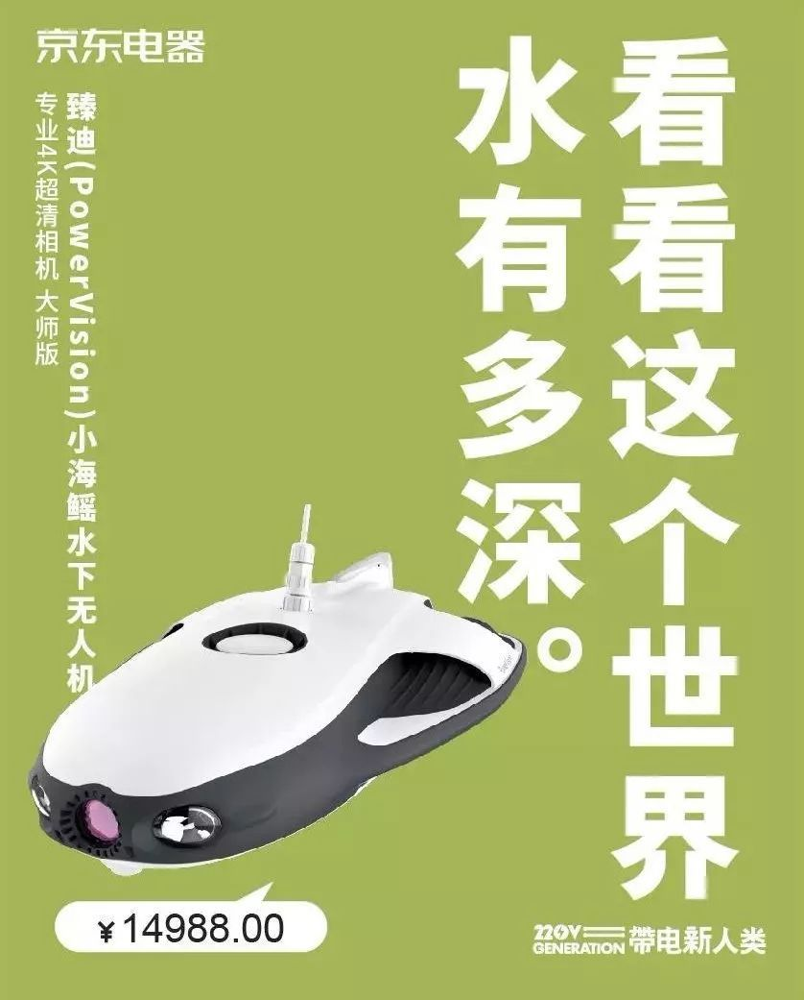 京东电器
看看这个世界
水有多深。
臻迪(PowerVision)小海鳐水下无人机
专业4K超清相机 大师版
¥14988.00
220V
GENERATION
带电新人类